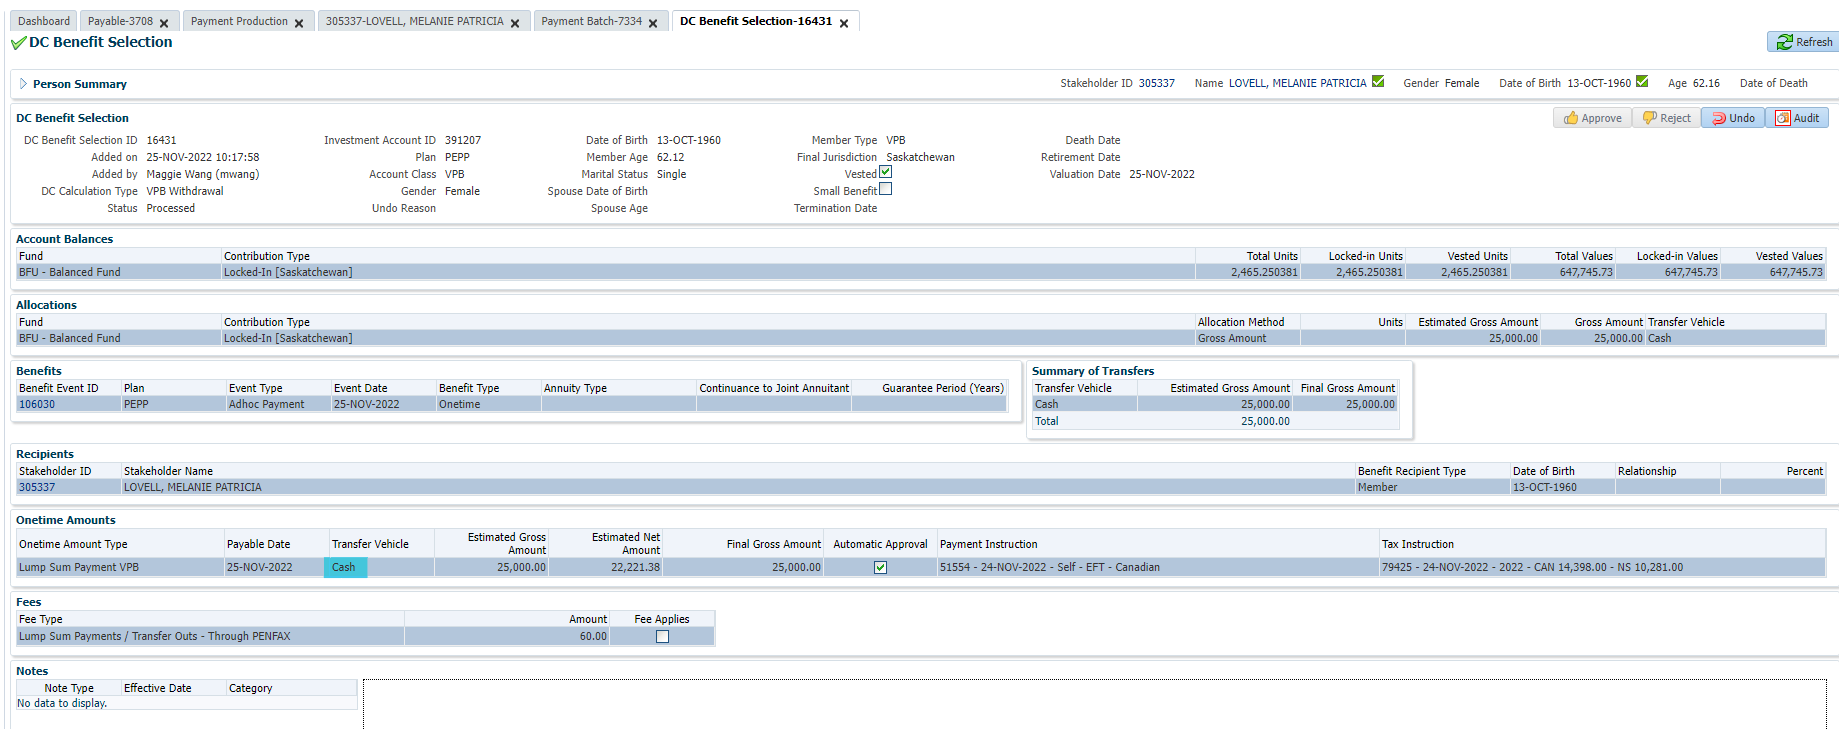 Dashboard Payable-3708 Payment Production 305337-LOVELL, MELANIE PATRICIA Payment Batch-7334 DC Benefit Selection-16431
DC Benefit Selection Refresh
Person Summary Stakeholder ID 305337 Name LOVELL, MELANIE PATRICIA Gender Female Date of Birth 13-OCT-1960 Age 62.16 Date of Death
DC Benefit Selection Approve Reject Undo Audit
DC Benefit Selection ID 16431 Investment Account ID 391207 Date of Birth 13-OCT-1960 Member Type VPB Death Date
Added on 25-NOV-2022 10:17:58 Plan PEPP Member Age 62.12 Final Jurisdiction Saskatchewan Retirement Date
Added by Maggie Wang (mwang) Account Class VPB Marital Status Single Vested Valuation Date 25-NOV-2022
DC Calculation Type VPB Withdrawal Gender Female Spouse Date of Birth Small Benefit
Status Processed Undo Reason Spouse Age Termination Date
Account Balances
Fund Contribution Type Total Units Locked-in Units Vested Units Total Values Locked-in Values Vested Values
BFU - Balanced Fund Locked-In [Saskatchewan] 2,465.250381 2,465.250381 2,465.250381 647,745.73 647,745.73 647,745.73
Allocations
Fund Contribution Type Allocation Method Units Estimated Gross Amount Gross Amount Transfer Vehicle
BFU - Balanced Fund Locked-In [Saskatchewan] Gross Amount 25,000.00 25,000.00 Cash
Benefits
Benefit Event ID Plan Event Type Event Date Benefit Type Annuity Type Continuance to Joint Annuitant Guarantee Period (Years)
106030 PEPP Adhoc Payment 25-NOV-2022 Onetime
Summary of Transfers
Transfer Vehicle Estimated Gross Amount Final Gross Amount
Cash 25,000.00 25,000.00
Total 25,000.00
Recipients
Stakeholder ID Stakeholder Name Benefit Recipient Type Date of Birth Relationship Percent
305337 LOVELL, MELANIE PATRICIA Member 13-OCT-1960
Onetime Amounts
Onetime Amount Type Payable Date Transfer Vehicle Estimated Gross Amount Estimated Net Amount Final Gross Amount Automatic Approval Payment Instruction Tax Instruction
Lump Sum Payment VPB 25-NOV-2022 Cash 25,000.00 22,221.38 25,000.00 51554 - 24-NOV-2022 - Self - EFT - Canadian 79425 - 24-NOV-2022 - 2022 - CAN 14,398.00 - NS 10,281.00
Fees
Fee Type Amount Fee Applies
Lump Sum Payments / Transfer Outs - Through PENFAX 60.00
Notes
Note Type Effective Date Category
No data to display.